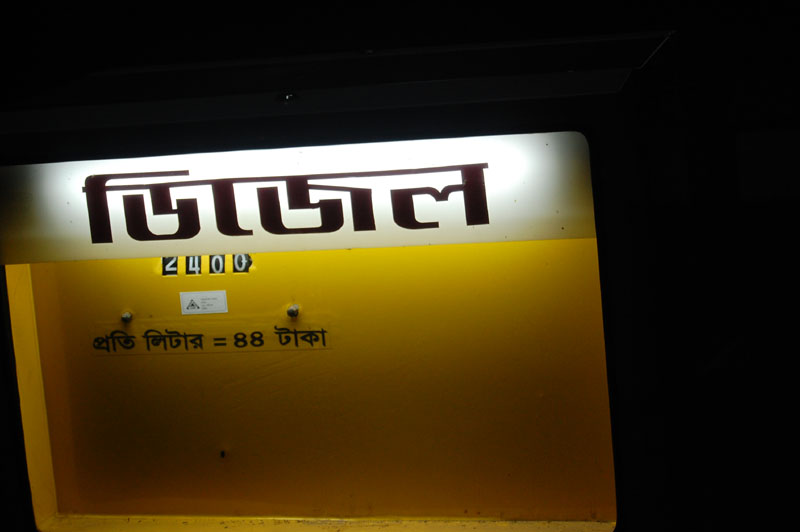 ডিজেল
2400
প্রতি লিটার = ৪৪ টাকা